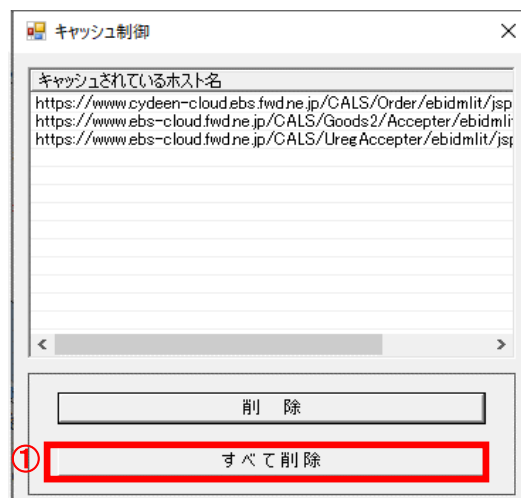 キャッシュ制御
キャッシュされているホスト名
https://www.cydeen-cloud.ebs.fwd.ne.jp/CALS/Order/ebidmlit/jsp
https://www.ebs-cloud.fwd.ne.jp/CALS/Goods2/Accepter/ebidmlit
https://www.ebs-cloud.fwd.ne.jp/CALS/UregAccepter/ebidmlit/jsp
削 除
① すべて削除